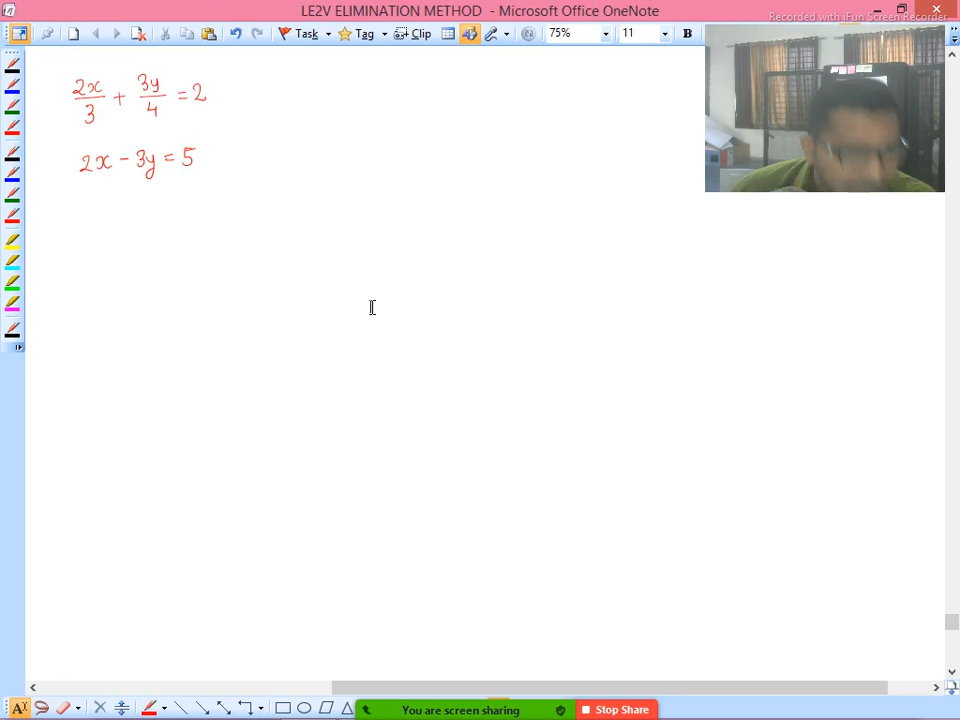 LE2V ELIMINATION METHOD - Microsoft Office OneNote
Recorded with iFun Screen Recorder
Task Tag Clip 75% 11 B
2x/3 + 3y/4 = 2
2x - 3y = 5
You are screen sharing Stop Share